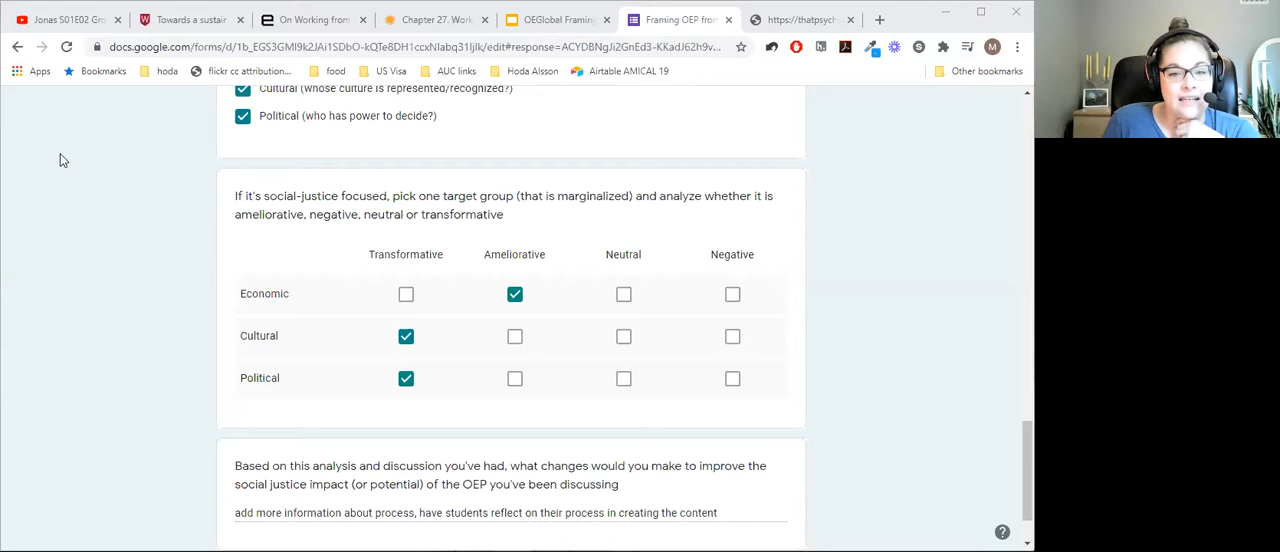 Jonas S01E02 Gro
Towards a sustain
On Working from
Chapter 27. Work
OEGlobal Framing
Framing OEP from
https://thatpsych
docs.google.com/forms/d/1b_EGS3GMI9k2JAi1SDbO-kQTe8DH1ccxNIabq31ljlk/edit#response=ACYDBNgJi2GnEd3-KKadJ62h9v...
M
Apps
Bookmarks
hoda
flickr cc attribution...
food
US Visa
AUC links
Hoda Alsson
Airtable AMICAL 19
Other bookmarks
Cultural (whose culture is represented/recognized?)
Political (who has power to decide?)
If it's social-justice focused, pick one target group (that is marginalized) and analyze whether it is
ameliorative, negative, neutral or transformative
Transformative Ameliorative Neutral Negative
Economic
Cultural
Political
Based on this analysis and discussion you've had, what changes would you make to improve the
social justice impact (or potential) of the OEP you've been discussing
add more information about process, have students reflect on their process in creating the content